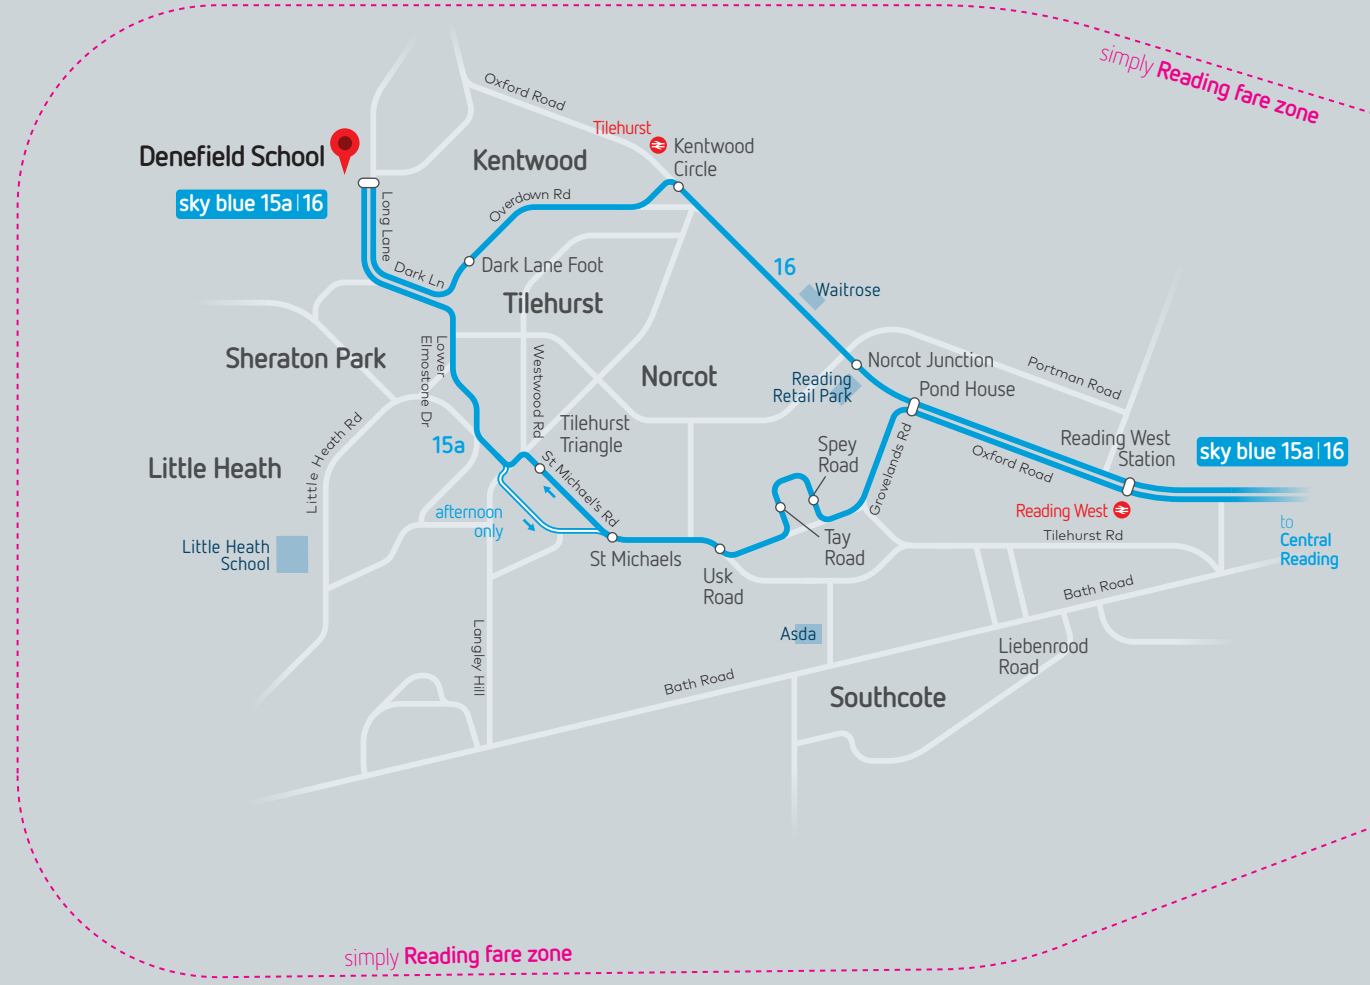 simply Reading fare zone
Oxford Road
Tilehurst
Kentwood
Circle
Denefield School
sky blue 15a|16
Kentwood
Long Lane
Overdown Rd
Dark Ln
Dark Lane Foot
16
Waitrose
Tilehurst
Sheraton Park
Lower
Elmostone Dr
Westwood Rd
Norcot
Norcot Junction
Reading
Retail Park
Pond House
Portman Road
Little Heath Rd
Tilehurst
Triangle
15a
Little Heath
St Michael's Rd
Spey
Road
Grovelands Rd
Reading West
Station
Oxford Road
sky blue 15a|16
afternoon
only
Reading West
to
Central
Reading
Little Heath
School
St Michaels
Tay
Road
Tilehurst Rd
Usk
Road
Bath Road
Asda
Langley Hill
Liebenrood
Road
Bath Road
Southcote
simply Reading fare zone